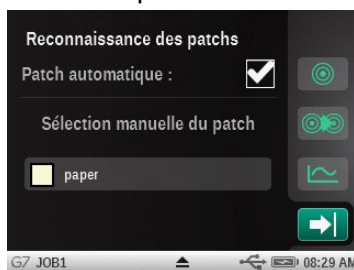 Reconnaissance des patchs
Patch automatique :
Sélection manuelle du patch
paper
G7 JOB1 08:29 AM